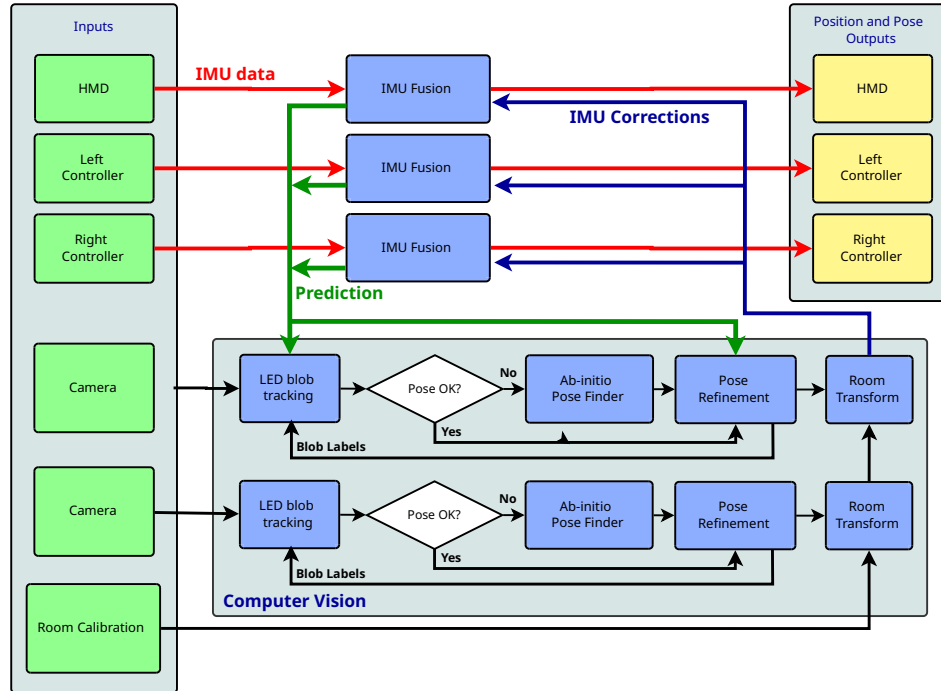 Inputs
Position and Pose
Outputs
HMD
IMU data
IMU Fusion
HMD
IMU Corrections
Left
Controller
IMU Fusion
Left
Controller
Right
Controller
IMU Fusion
Right
Controller
Prediction
Camera
LED blob
tracking
Pose OK?
No
Ab-initio
Pose Finder
Pose
Refinement
Room
Transform
Yes
Blob Labels
Camera
LED blob
tracking
Pose OK?
No
Ab-initio
Pose Finder
Pose
Refinement
Room
Transform
Yes
Blob Labels
Computer Vision
Room Calibration